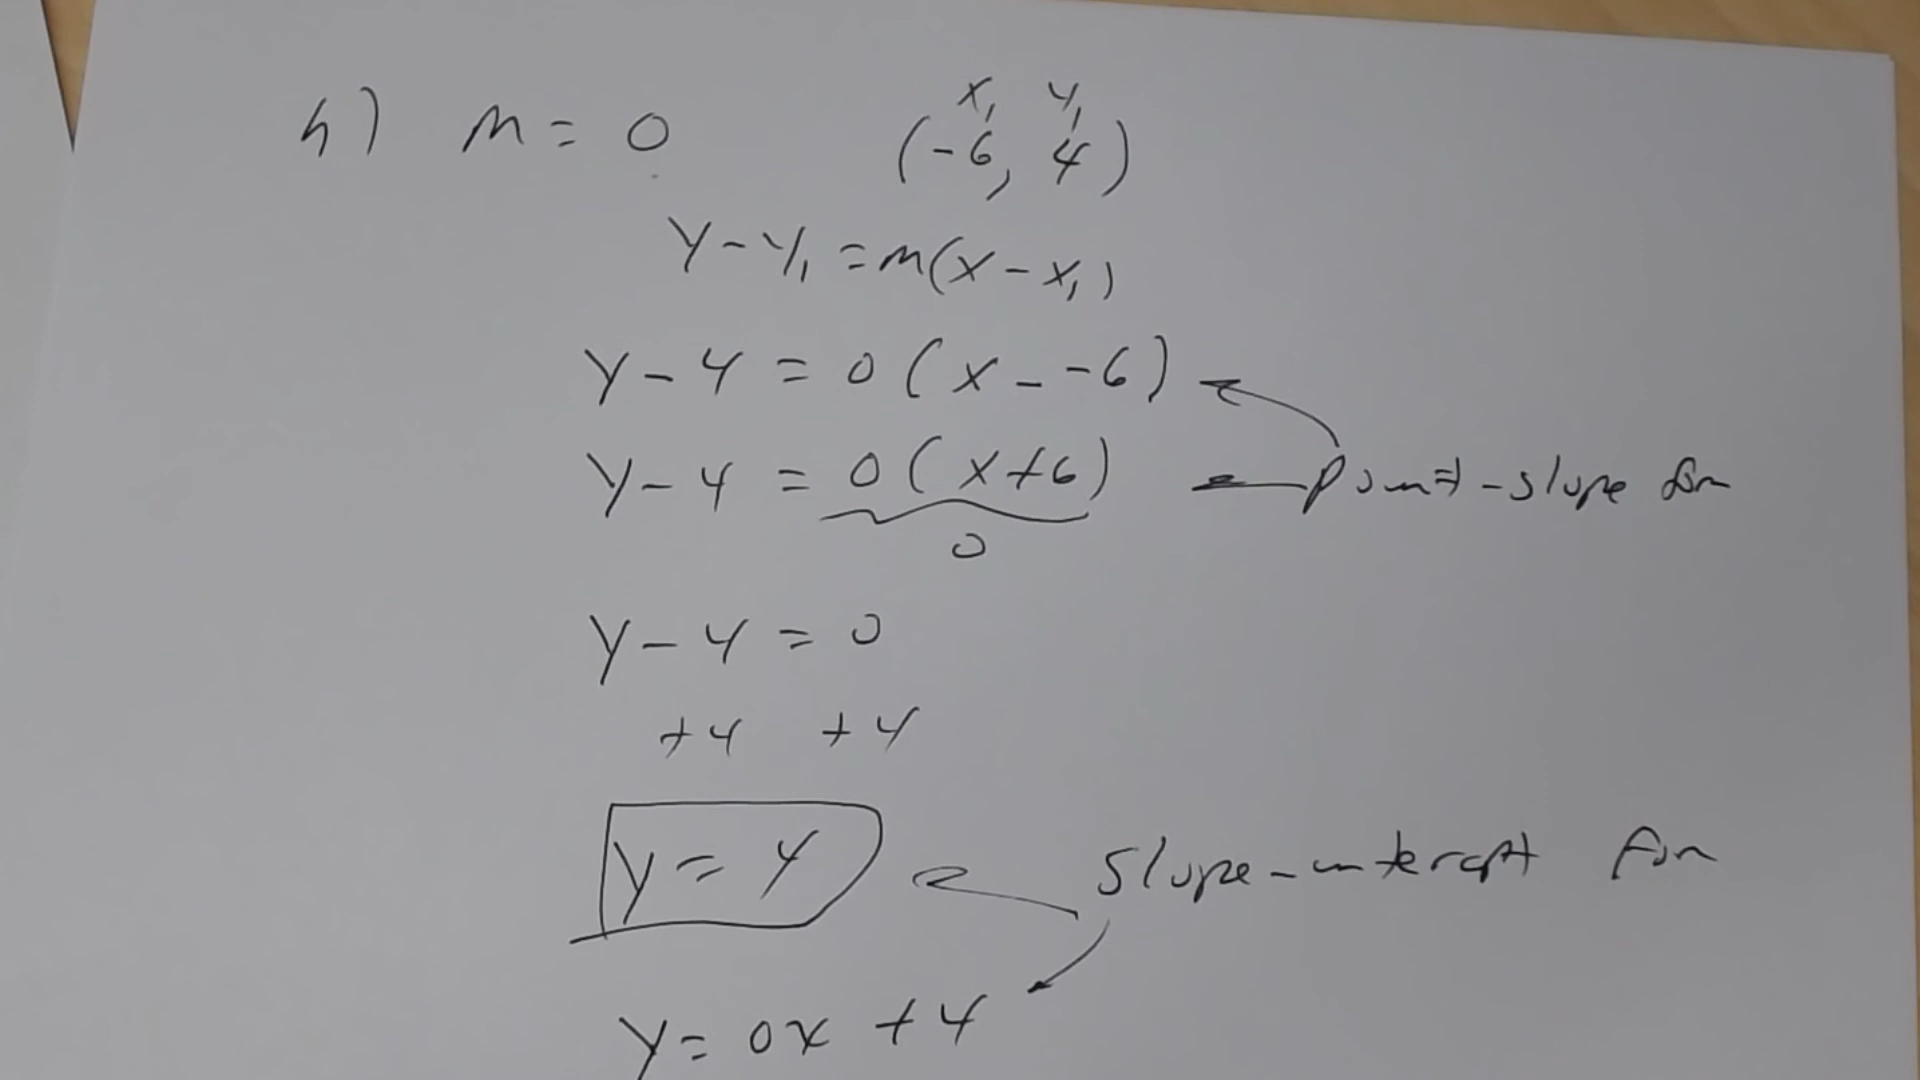 h) m = 0 x₁ y₁
(-6, 4)
y - y₁ = m(x - x₁)
y - 4 = 0(x - -6)
y - 4 = 0(x+6) point-slope form
0
y - 4 = 0
+4 +4
y = 4 slope-intercept form
y = 0x + 4